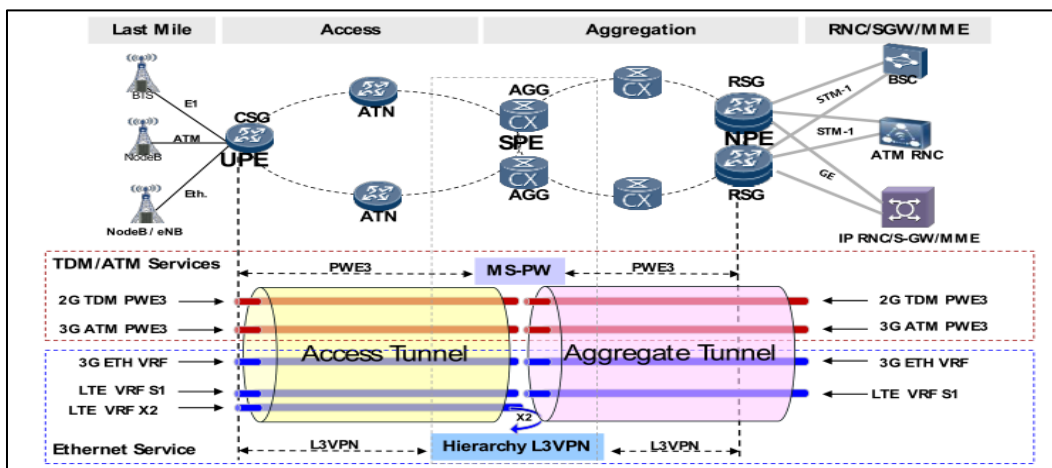 Last Mile
Access
Aggregation
RNC/SGW/MME
BTS
E1
CSG
ATN
AGG
CX
RSG
STM-1
BSC
NodeB
ATM
UPE
SPE
NPE
STM-1
ATM RNC
Eth.
ATN
CX
AGG
CX
RSG
GE
NodeB / eNB
IP RNC/S-GW/MME
CX
TDM/ATM Services
PWE3
MS-PW
PWE3
2G TDM PWE3
2G TDM PWE3
3G ATM PWE3
3G ATM PWE3
Access Tunnel
Aggregate Tunnel
3G ETH VRF
3G ETH VRF
LTE VRF S1
LTE VRF S1
LTE VRF X2
X2
Ethernet Service
L3VPN
Hierarchy L3VPN
L3VPN